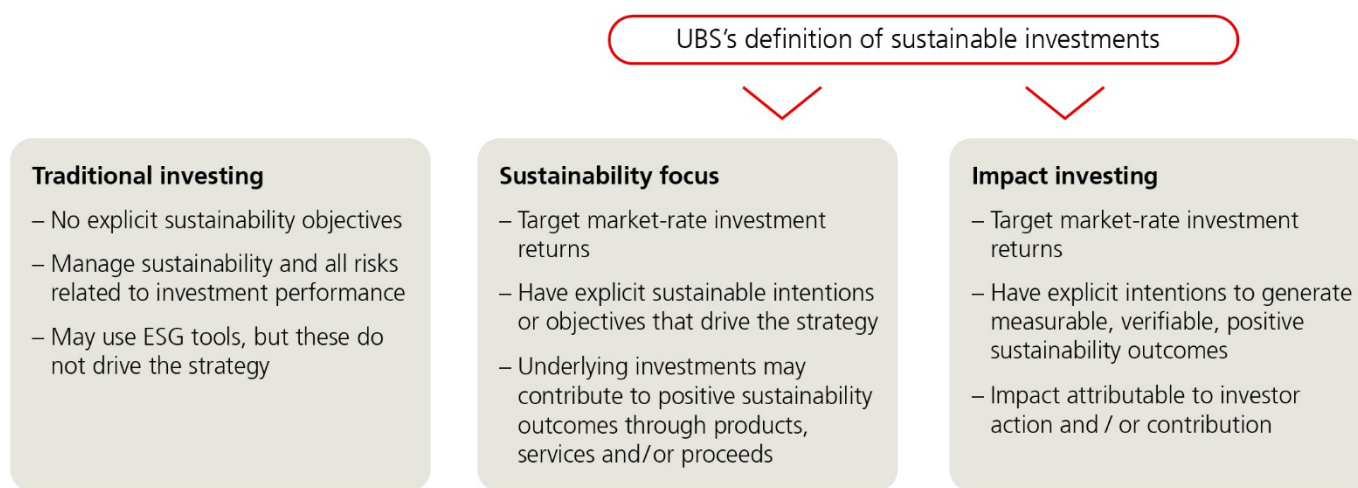 UBS's definition of sustainable investments
Traditional investing
– No explicit sustainability objectives
– Manage sustainability and all risks
related to investment performance
– May use ESG tools, but these do
not drive the strategy
Sustainability focus
– Target market-rate investment
returns
– Have explicit sustainable intentions
or objectives that drive the strategy
– Underlying investments may
contribute to positive sustainability
outcomes through products,
services and/or proceeds
Impact investing
– Target market-rate investment
returns
– Have explicit intentions to generate
measurable, verifiable, positive
sustainability outcomes
– Impact attributable to investor
action and / or contribution